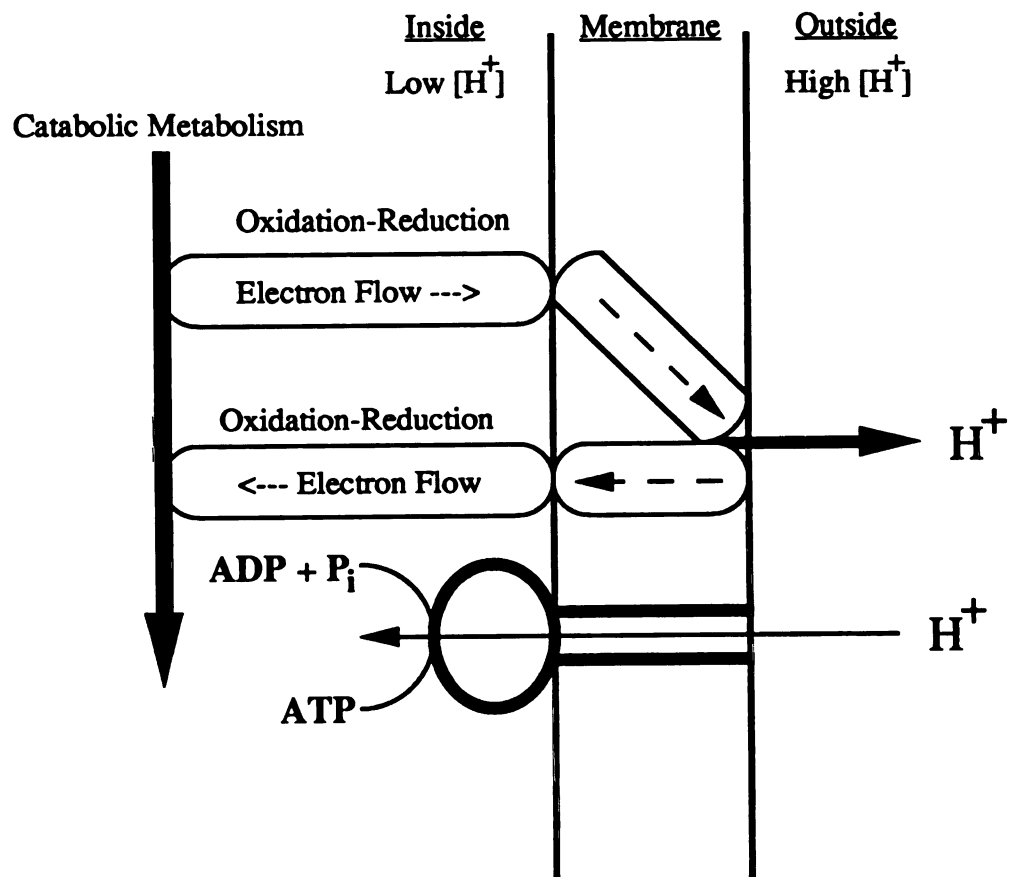 Inside Membrane Outside
Low [H+] High [H+]
Catabolic Metabolism
Oxidation-Reduction
Electron Flow --->
Oxidation-Reduction
<--- Electron Flow
H+
ADP + Pi
H+
ATP